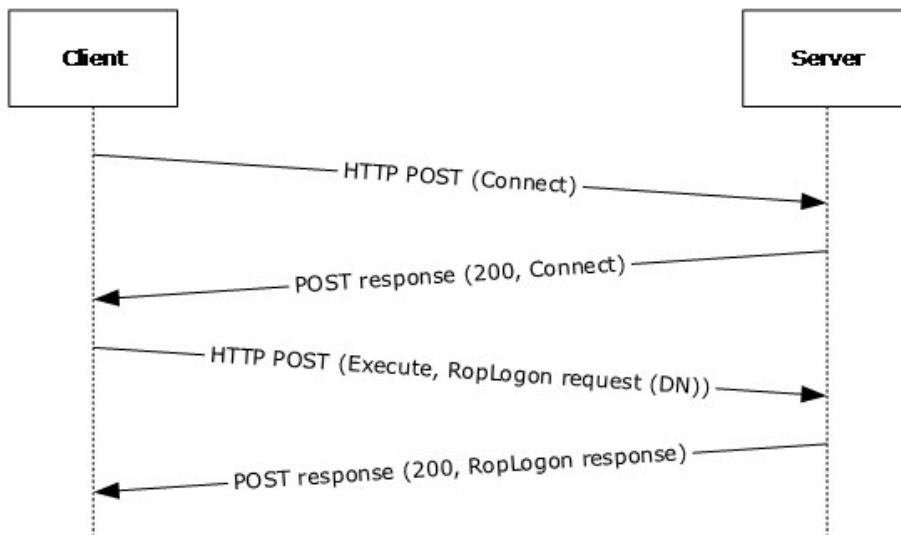 Client
Server
HTTP POST (Connect)
POST response (200, Connect)
HTTP POST (Execute, RopLogon request (DN))
POST response (200, RopLogon response)